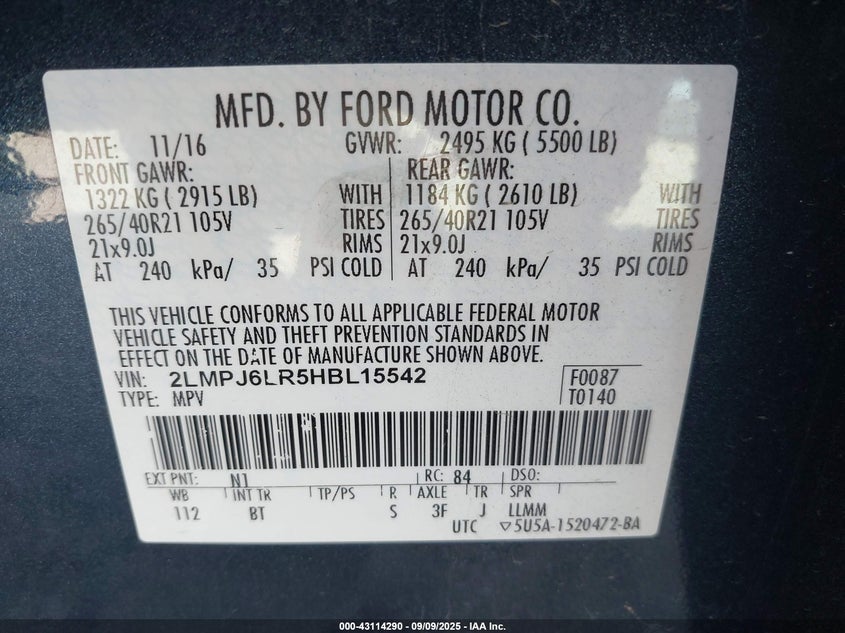 MFD. BY FORD MOTOR CO.
DATE: 11/16 GVWR: 2495 KG ( 5500 LB)
FRONT GAWR: REAR GAWR:
1322 KG ( 2915 LB) WITH 1184 KG ( 2610 LB) WITH
265/40R21 105V TIRES 265/40R21 105V TIRES
21x9.0J RIMS 21x9.0J RIMS
AT 240 kPa/ 35 PSI COLD AT 240 kPa/ 35 PSI COLD
THIS VEHICLE CONFORMS TO ALL APPLICABLE FEDERAL MOTOR
VEHICLE SAFETY AND THEFT PREVENTION STANDARDS IN
EFFECT ON THE DATE OF MANUFACTURE SHOWN ABOVE.
VIN: 2LMPJ6LR5HBL15542 F0087
TYPE: MPV T0140
EXT PNT: N1 RC: 84 DSO:
WB INT TR TP/PS R AXLE TR SPR
112 BT S 3F J LLMM
UTC ▽5U5A-1520472-BA
000-43114290 - 09/09/2025 - IAA Inc.